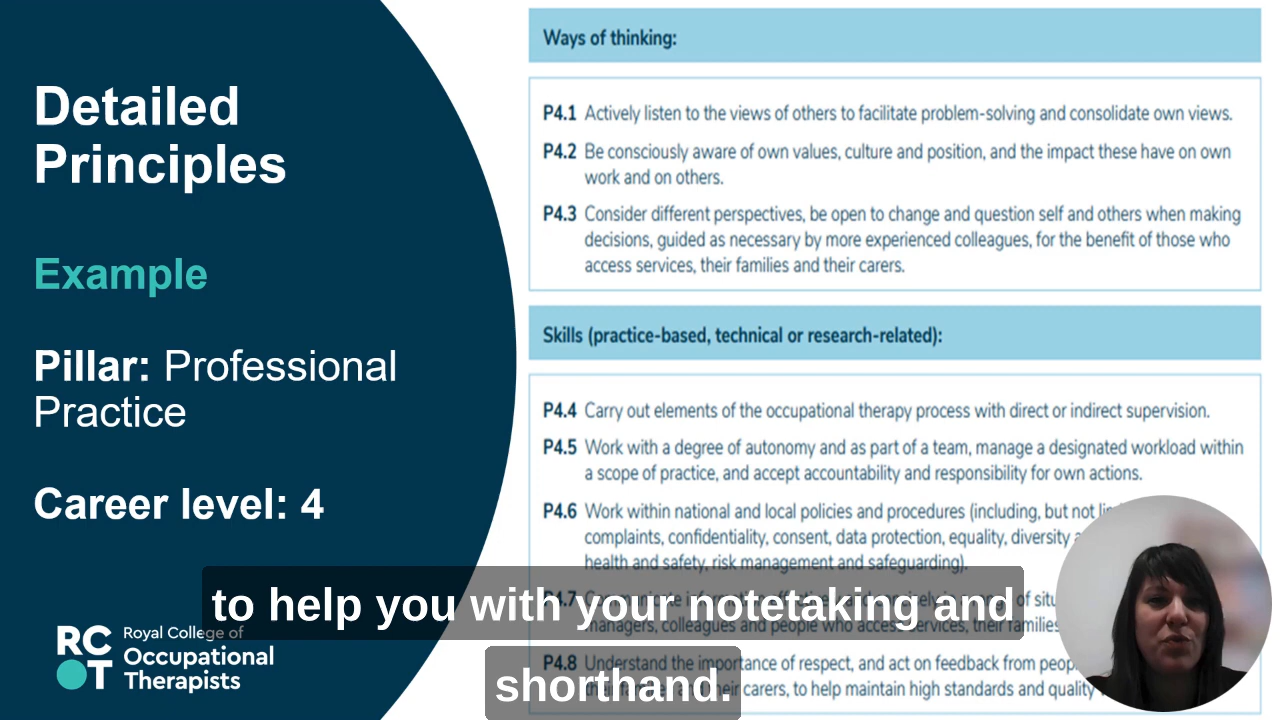 Detailed
Principles
Example
Pillar: Professional
Practice
Career level: 4
RC
OT
Royal College of
Occupational
Therapists
Ways of thinking:
P4.1 Actively listen to the views of others to facilitate problem-solving and consolidate own views.
P4.2 Be consciously aware of own values, culture and position, and the impact these have on own
work and on others.
P4.3 Consider different perspectives, be open to change and question self and others when making
decisions, guided as necessary by more experienced colleagues, for the benefit of those who
access services, their families and their carers.
Skills (practice-based, technical or research-related):
P4.4 Carry out elements of the occupational therapy process with direct or indirect supervision.
P4.5 Work with a degree of autonomy and as part of a team, manage a designated workload within
a scope of practice, and accept accountability and responsibility for own actions.
P4.6 Work within national and local policies and procedures (including, but not
complaints, confidentiality, consent, data protection, equality, diversity
health and safety, risk management and safeguarding).
P4.7 Communicate information of
managers, colleagues and people who access services, their families
P4.8 Understand the importance of respect, and act on feedback from
their carers, to help maintain high standards and quality
to help you with your notetaking and
shorthand.